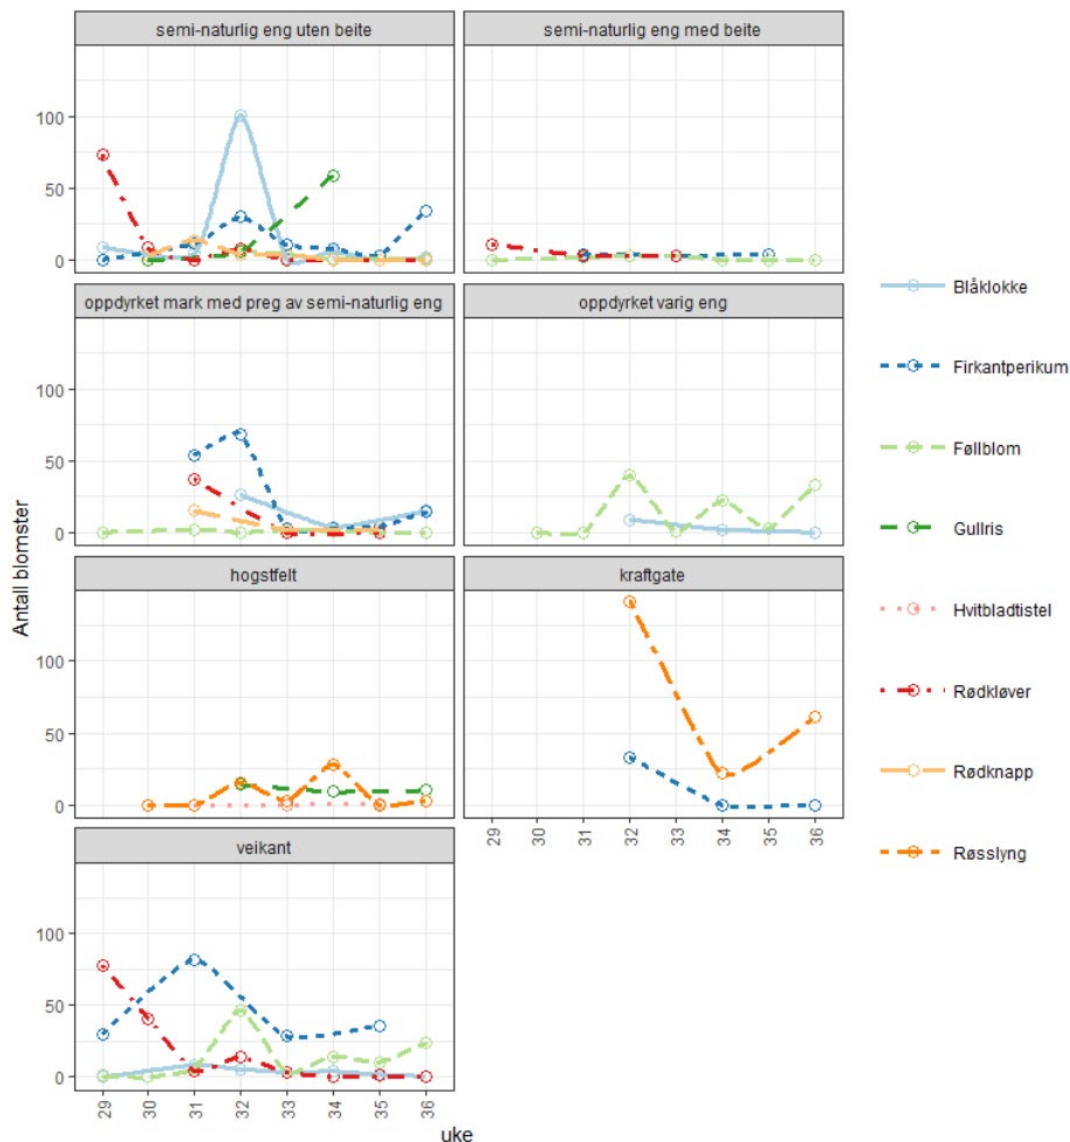 semi-naturlig eng uten beite
semi-naturlig eng med beite
100
50
0
oppdyrket mark med preg av semi-naturlig eng
oppdyrket varig eng
100
50
0
hogstfelt
kraftgate
100
50
0
29 30 31 32 33 34 35 36
veikant
100
50
0
29 30 31 32 33 34 35 36
uke
Antall blomster
Blåklokke
Firkantperikum
Føllblom
Gullris
Hvitbladtistel
Rødkløver
Rødknapp
Røsslyng